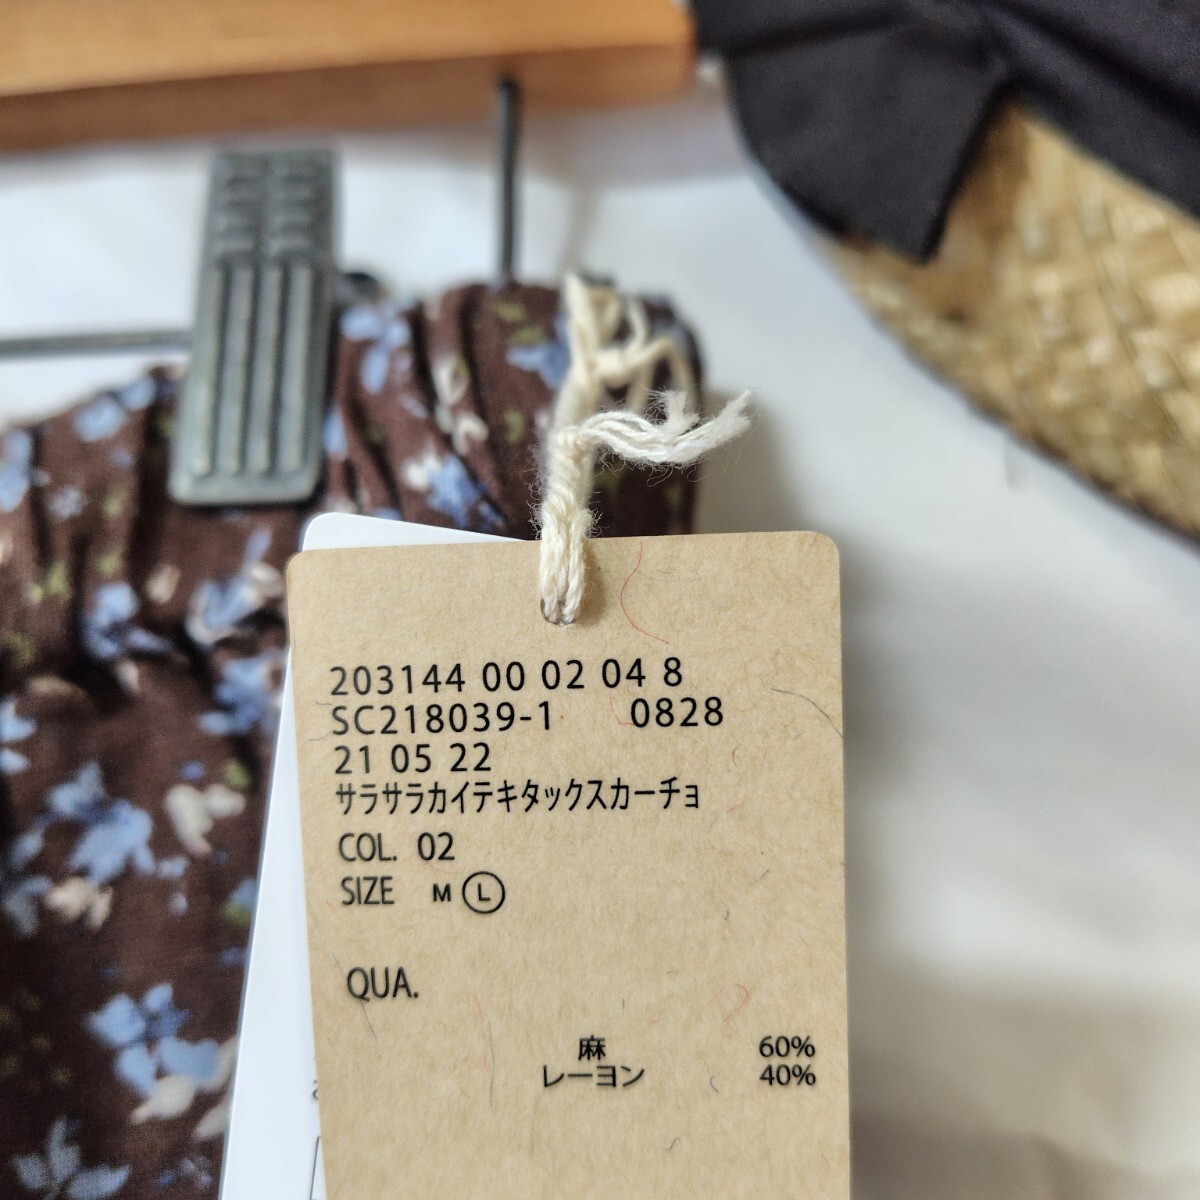 203144 00 02 04 8
SC218039-1 0828
21 05 22
サラサラカイテキタックスカーチョ
COL. 02
SIZE M L
QUA.
麻 60%
レーヨン 40%